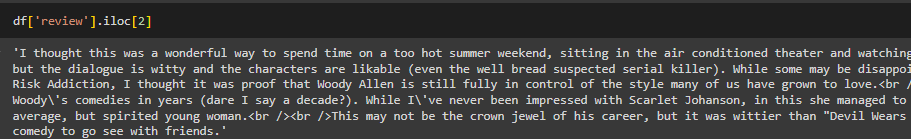 df['review'].iloc[2]
'I thought this was a wonderful way to spend time on a too hot summer weekend, sitting in the air conditioned theater and watching
but the dialogue is witty and the characters are likable (even the well bread suspected serial killer). While some may be disappoi
Risk Addiction, I thought it was proof that Woody Allen is still fully in control of the style many of us have grown to love.<br /
Woody\'s comedies in years (dare I say a decade?). While I\'ve never been impressed with Scarlet Johanson, in this she managed to
average, but spirited young woman.<br /><br />This may not be the crown jewel of his career, but it was wittier than "Devil Wears
comedy to go see with friends.'